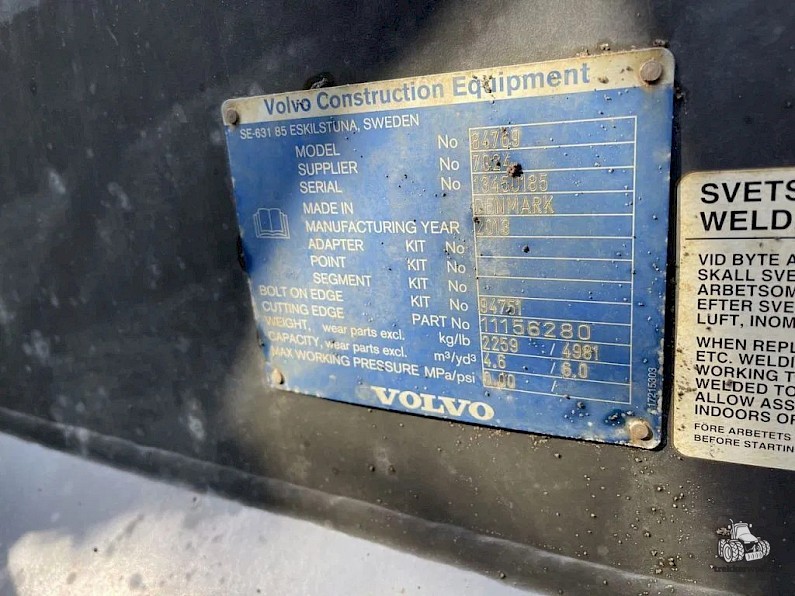 Volvo Construction Equipment
SE-631 85 ESKILSTUNA, SWEDEN
MODEL No 84769
SUPPLIER No
SERIAL No
MADE IN DENMARK
MANUFACTURING YEAR
ADAPTER KIT No
POINT KIT No
SEGMENT KIT No
BOLT ON EDGE KIT No 94751
CUTTING EDGE PART No 11156280
WEIGHT, wear parts excl. kg/lb 2259 / 4981
CAPACITY, wear parts excl. m³/yd³ 4.6 / 6.0
MAX WORKING PRESSURE MPa/psi 0.00 /
VOLVO
17215303
SVETS
WELD
VID BYTE A
SKALL SVE
ARBETSOM
EFTER SVE
LUFT, INOM
WHEN REPL
ETC. WELDI
WORKING T
WELDED TO
ALLOW ASS
INDOORS O
FÖRE ARBETETS
BEFORE STARTIN